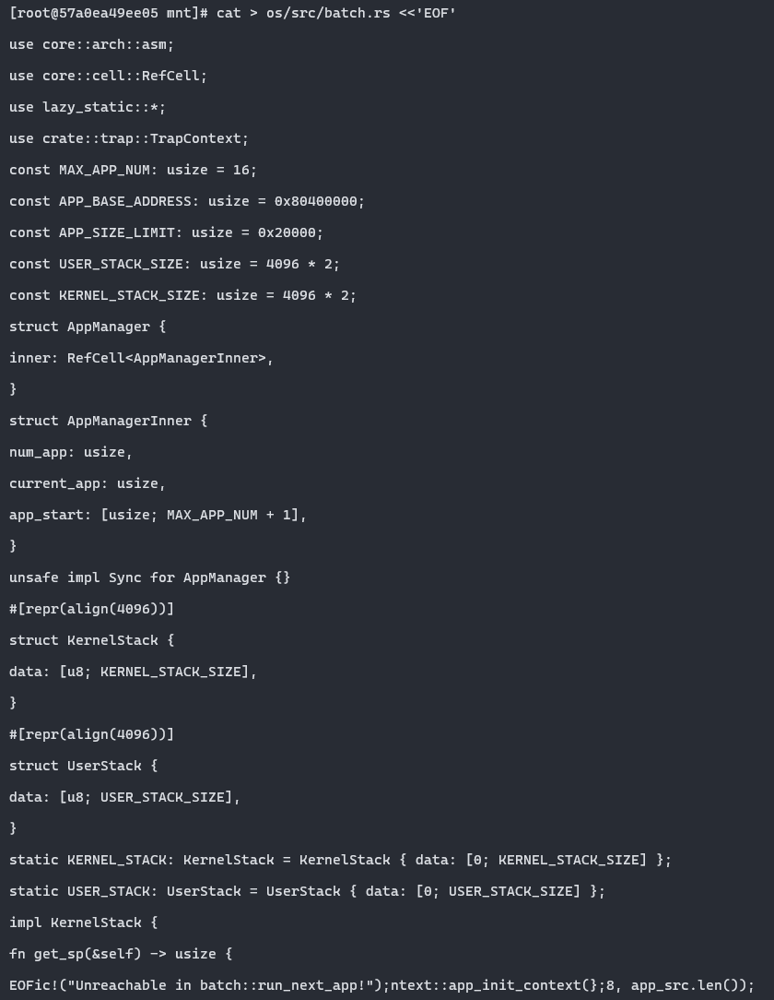 [root@57a0ea49ee05 mnt]# cat > os/src/batch.rs <<'EOF'
use core::arch::asm;
use core::cell::RefCell;
use lazy_static::*;
use crate::trap::TrapContext;
const MAX_APP_NUM: usize = 16;
const APP_BASE_ADDRESS: usize = 0x80400000;
const APP_SIZE_LIMIT: usize = 0x20000;
const USER_STACK_SIZE: usize = 4096 * 2;
const KERNEL_STACK_SIZE: usize = 4096 * 2;
struct AppManager {
inner: RefCell<AppManagerInner>,
}
struct AppManagerInner {
num_app: usize,
current_app: usize,
app_start: [usize; MAX_APP_NUM + 1],
}
unsafe impl Sync for AppManager {}
#[repr(align(4096))]
struct KernelStack {
data: [u8; KERNEL_STACK_SIZE],
}
#[repr(align(4096))]
struct UserStack {
data: [u8; USER_STACK_SIZE],
}
static KERNEL_STACK: KernelStack = KernelStack { data: [0; KERNEL_STACK_SIZE] };
static USER_STACK: UserStack = UserStack { data: [0; USER_STACK_SIZE] };
impl KernelStack {
fn get_sp(&self) -> usize {
EOFic!("Unreachable in batch::run_next_app!");ntext::app_init_context(};8, app_src.len());